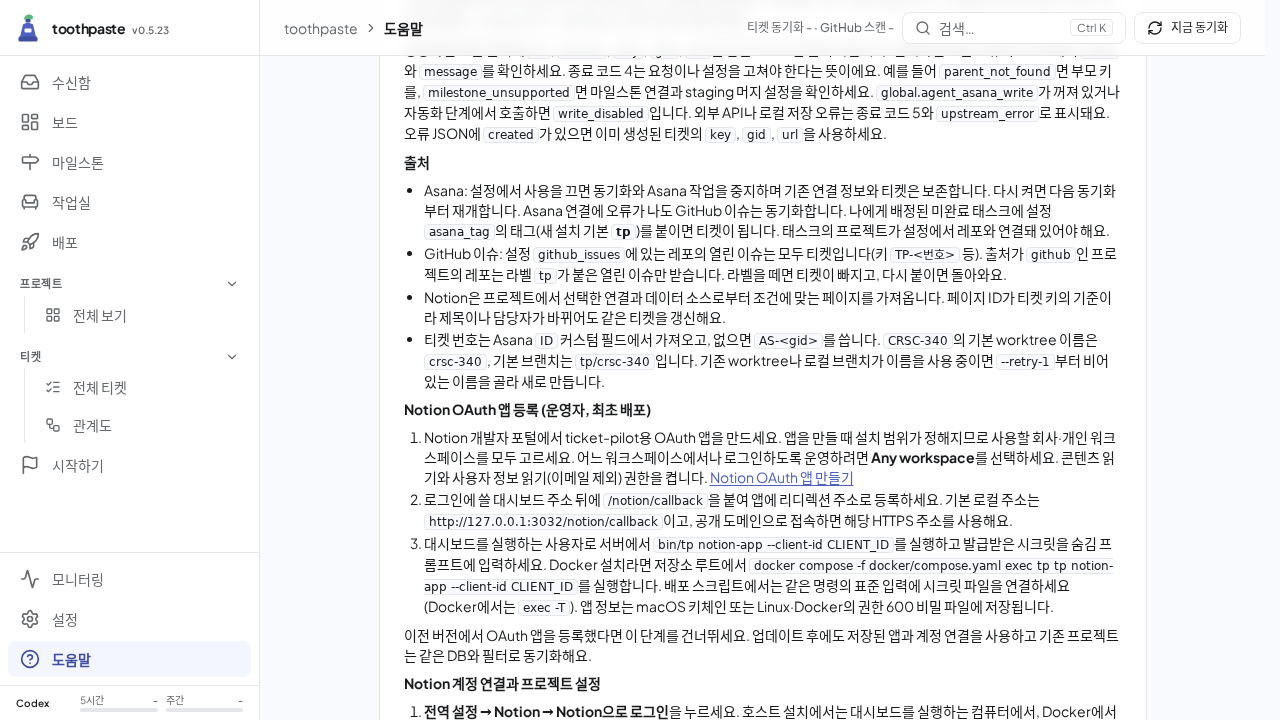 toothpaste v0.5.23
수신함
보드
마일스톤
작업실
배포
프로젝트
전체 보기
티켓
전체 티켓
관계도
시작하기
모니터링
설정
도움말
Codex 5시간 - 주간 -
toothpaste > 도움말
티켓 동기화 - · GitHub 스캔 -
검색... Ctrl K
지금 동기화
와 message 를 확인하세요. 종료 코드 4는 요청이나 설정을 고쳐야 한다는 뜻이에요. 예를 들어 parent_not_found 면 부모 키
를, milestone_unsupported 면 마일스톤 연결과 staging 머지 설정을 확인하세요. global.agent_asana_write 가 꺼져 있거나
자동화 단계에서 호출하면 write_disabled 입니다. 외부 API나 로컬 저장 오류는 종료 코드 5와 upstream_error 로 표시돼요.
오류 JSON에 created 가 있으면 이미 생성된 티켓의 key , gid , url 을 사용하세요.
출처
• Asana: 설정에서 사용을 끄면 동기화와 Asana 작업을 중지하며 기존 연결 정보와 티켓은 보존합니다. 다시 켜면 다음 동기화
부터 재개합니다. Asana 연결에 오류가 나도 GitHub 이슈는 동기화합니다. 나에게 배정된 미완료 태스크에 설정
asana_tag 의 태그(새 설치 기본 tp )를 붙이면 티켓이 됩니다. 태스크의 프로젝트가 설정에서 레포와 연결돼 있어야 해요.
• GitHub 이슈: 설정 github_issues 에 있는 레포의 열린 이슈는 모두 티켓입니다(키 TP-<번호> 등). 출처가 github 인 프로
젝트의 레포는 라벨 tp 가 붙은 열린 이슈만 받습니다. 라벨을 떼면 티켓이 빠지고, 다시 붙이면 돌아와요.
• Notion은 프로젝트에서 선택한 연결과 데이터 소스로부터 조건에 맞는 페이지를 가져옵니다. 페이지 ID가 티켓 키의 기준이
라 제목이나 담당자가 바뀌어도 같은 티켓을 갱신해요.
• 티켓 번호는 Asana ID 커스텀 필드에서 가져오고, 없으면 AS-<gid> 를 씁니다. CRSC-340 의 기본 worktree 이름은
crsc-340 , 기본 브랜치는 tp/crsc-340 입니다. 기존 worktree나 로컬 브랜치가 이름을 사용 중이면 --retry-1 부터 비어
있는 이름을 골라 새로 만듭니다.
Notion OAuth 앱 등록 (운영자, 최초 배포)
1. Notion 개발자 포털에서 ticket-pilot용 OAuth 앱을 만드세요. 앱을 만들 때 설치 범위가 정해지므로 사용할 회사·개인 워크
스페이스를 모두 고르세요. 어느 워크스페이스에서나 로그인하도록 운영하려면 Any workspace를 선택하세요. 콘텐츠 읽
기와 사용자 정보 읽기(이메일 제외) 권한을 켭니다. Notion OAuth 앱 만들기
2. 로그인에 쓸 대시보드 주소 뒤에 /notion/callback 을 붙여 앱에 리디렉션 주소로 등록하세요. 기본 로컬 주소는
http://127.0.0.1:3032/notion/callback 이고, 공개 도메인으로 접속하면 해당 HTTPS 주소를 사용해요.
3. 대시보드를 실행하는 사용자로 서버에서 bin/tp notion-app --client-id CLIENT_ID 를 실행하고 발급받은 시크릿을 숨김 프
롬프트에 입력하세요. Docker 설치라면 저장소 루트에서 docker compose -f docker/compose.yaml exec tp tp notion-
app --client-id CLIENT_ID 를 실행합니다. 배포 스크립트에서는 같은 명령의 표준 입력에 시크릿 파일을 연결하세요
(Docker에서는 exec -T ). 앱 정보는 macOS 키체인 또는 Linux·Docker의 권한 600 비밀 파일에 저장됩니다.
이전 버전에서 OAuth 앱을 등록했다면 이 단계를 건너뛰세요. 업데이트 후에도 저장된 앱과 계정 연결을 사용하고 기존 프로젝트
는 같은 DB와 필터로 동기화해요.
Notion 계정 연결과 프로젝트 설정
1. 전역 설정 → Notion → Notion으로 로그인을 누르세요. 호스트 설치에서는 대시보드를 실행하는 컴퓨터에서, Docker에서